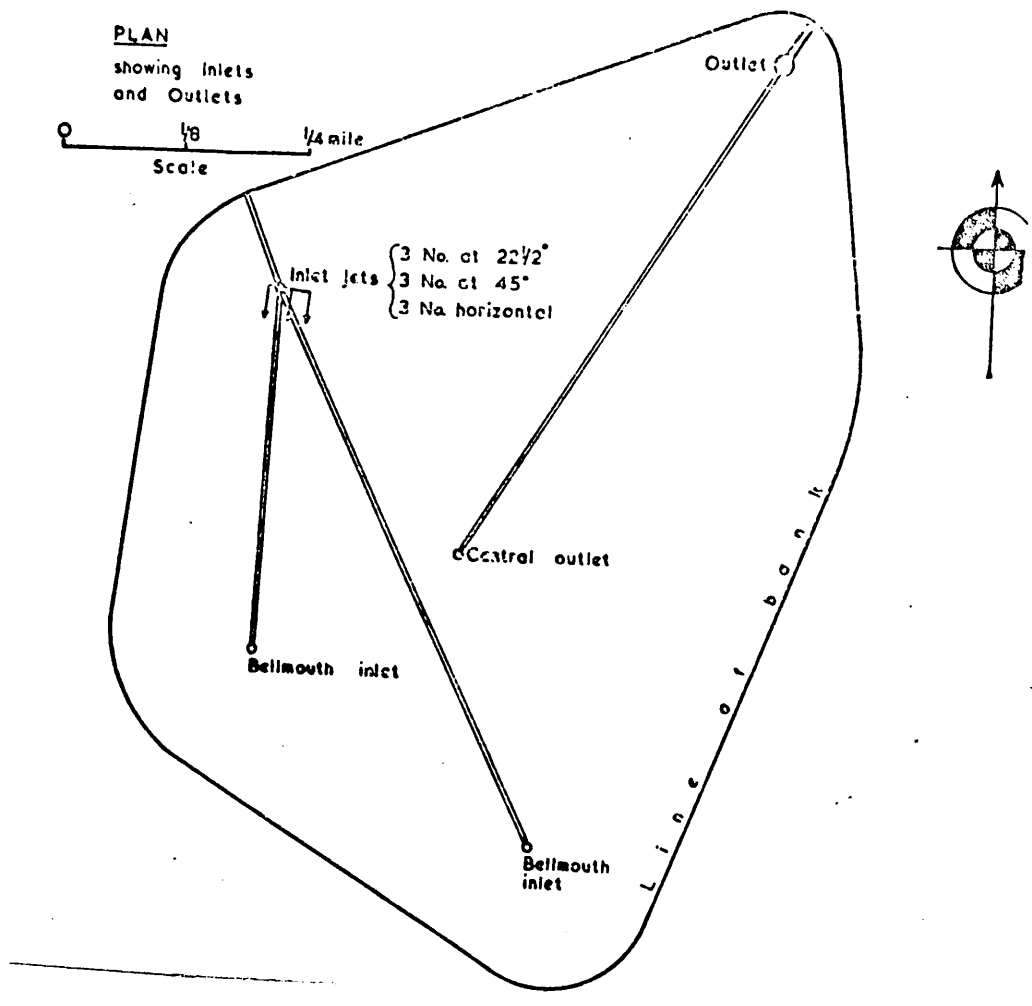 PLAN
showing Inlets
and Outlets
0 1/8 1/4 mile
Scale
Outlet
Inlet Jets { 3 No. at 22½°
3 No. at 45°
3 No. horizontal
Central outlet
Bellmouth inlet
Bellmouth
inlet
Line of bank